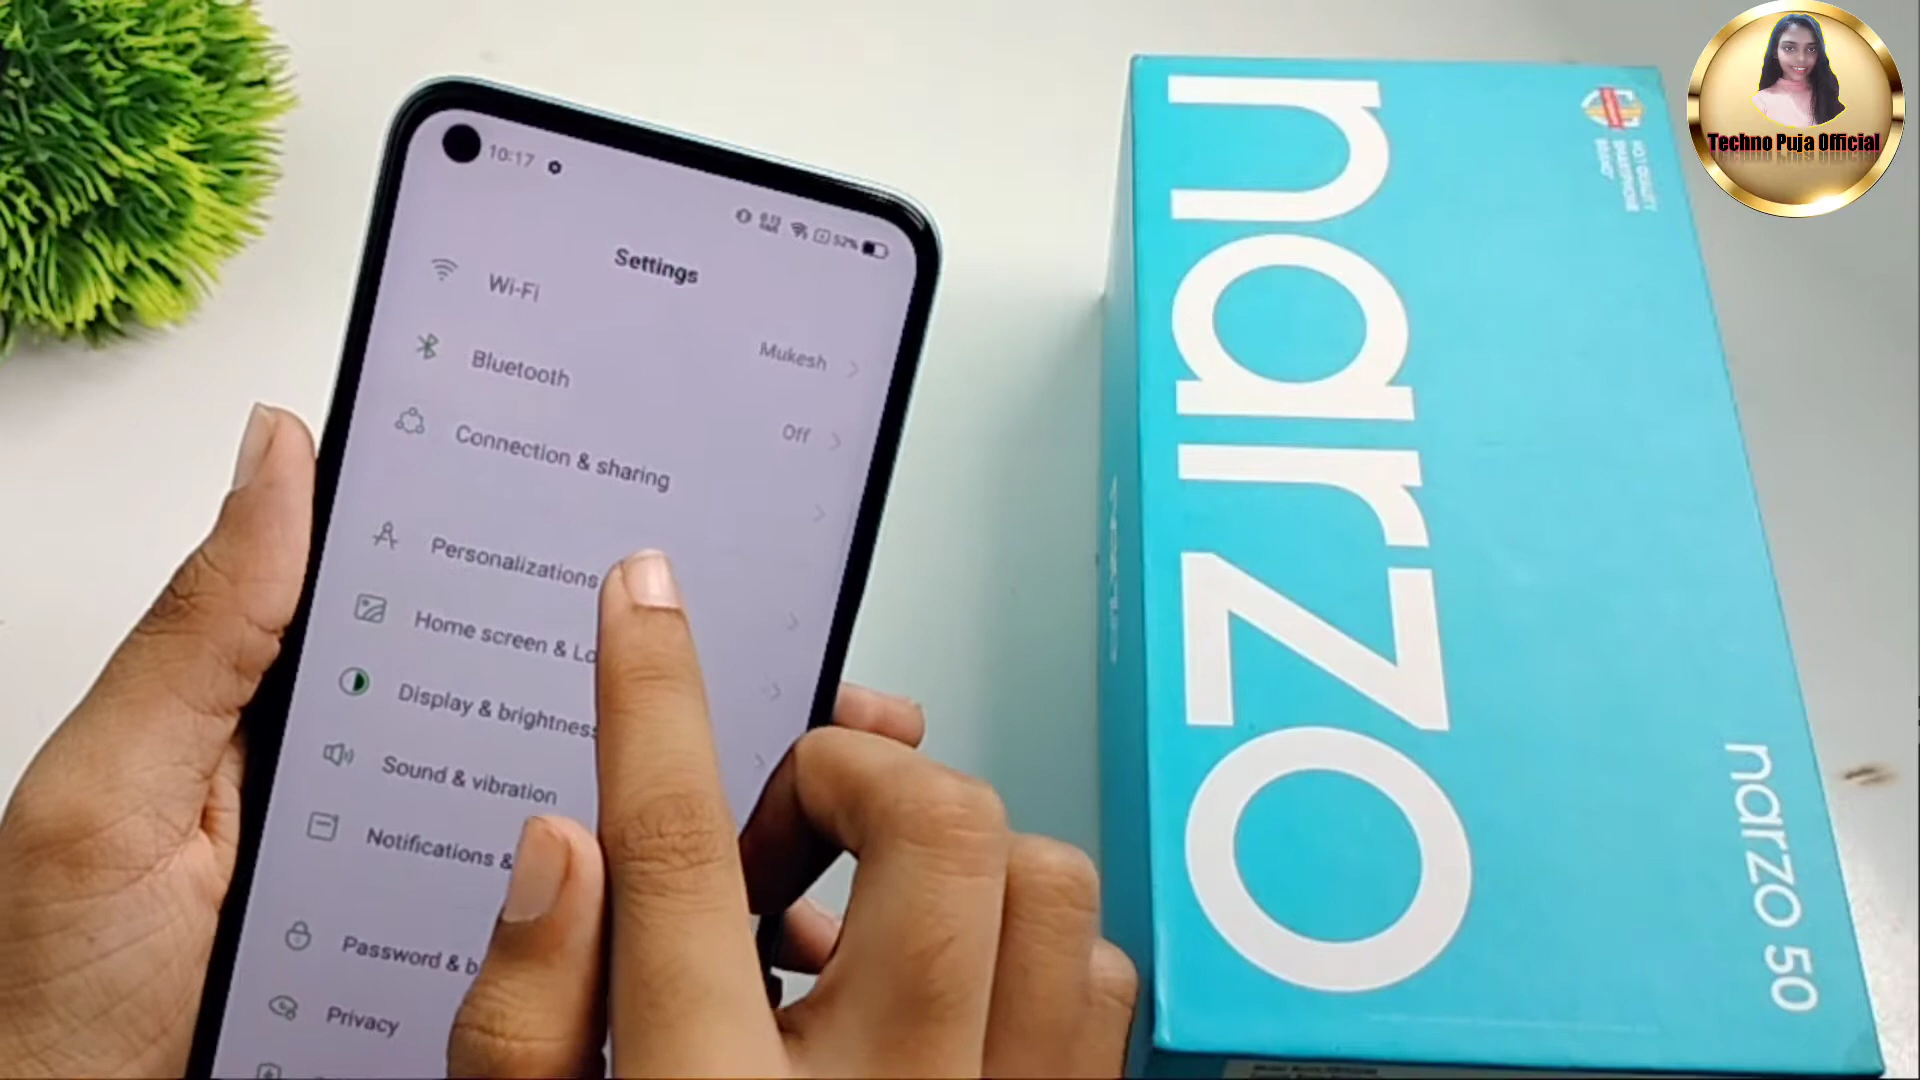 Techno Puja Official
10:17
52%
Settings
Wi-Fi
Mukesh
Bluetooth
Off
Connection & sharing
Personalizations
Home screen & Lo
Display & brightness
Sound & vibration
Notifications &
Password & b
Privacy
narzo
narzo 50